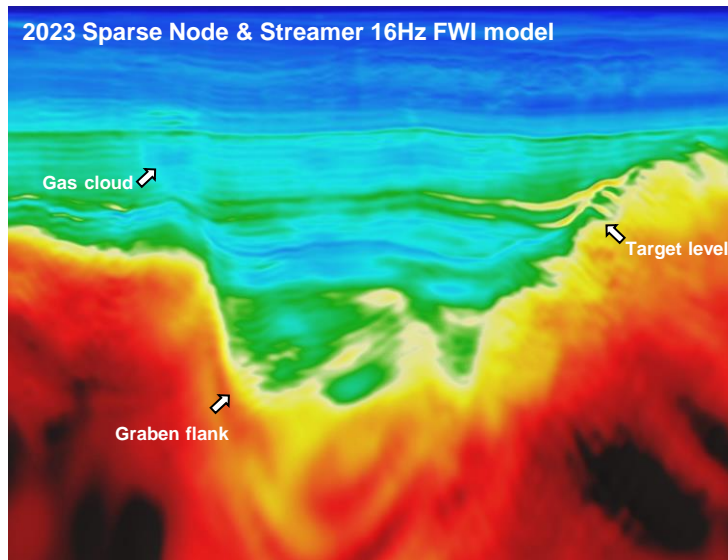 2023 Sparse Node & Streamer 16Hz FWI model
Gas cloud
Target level
Graben flank